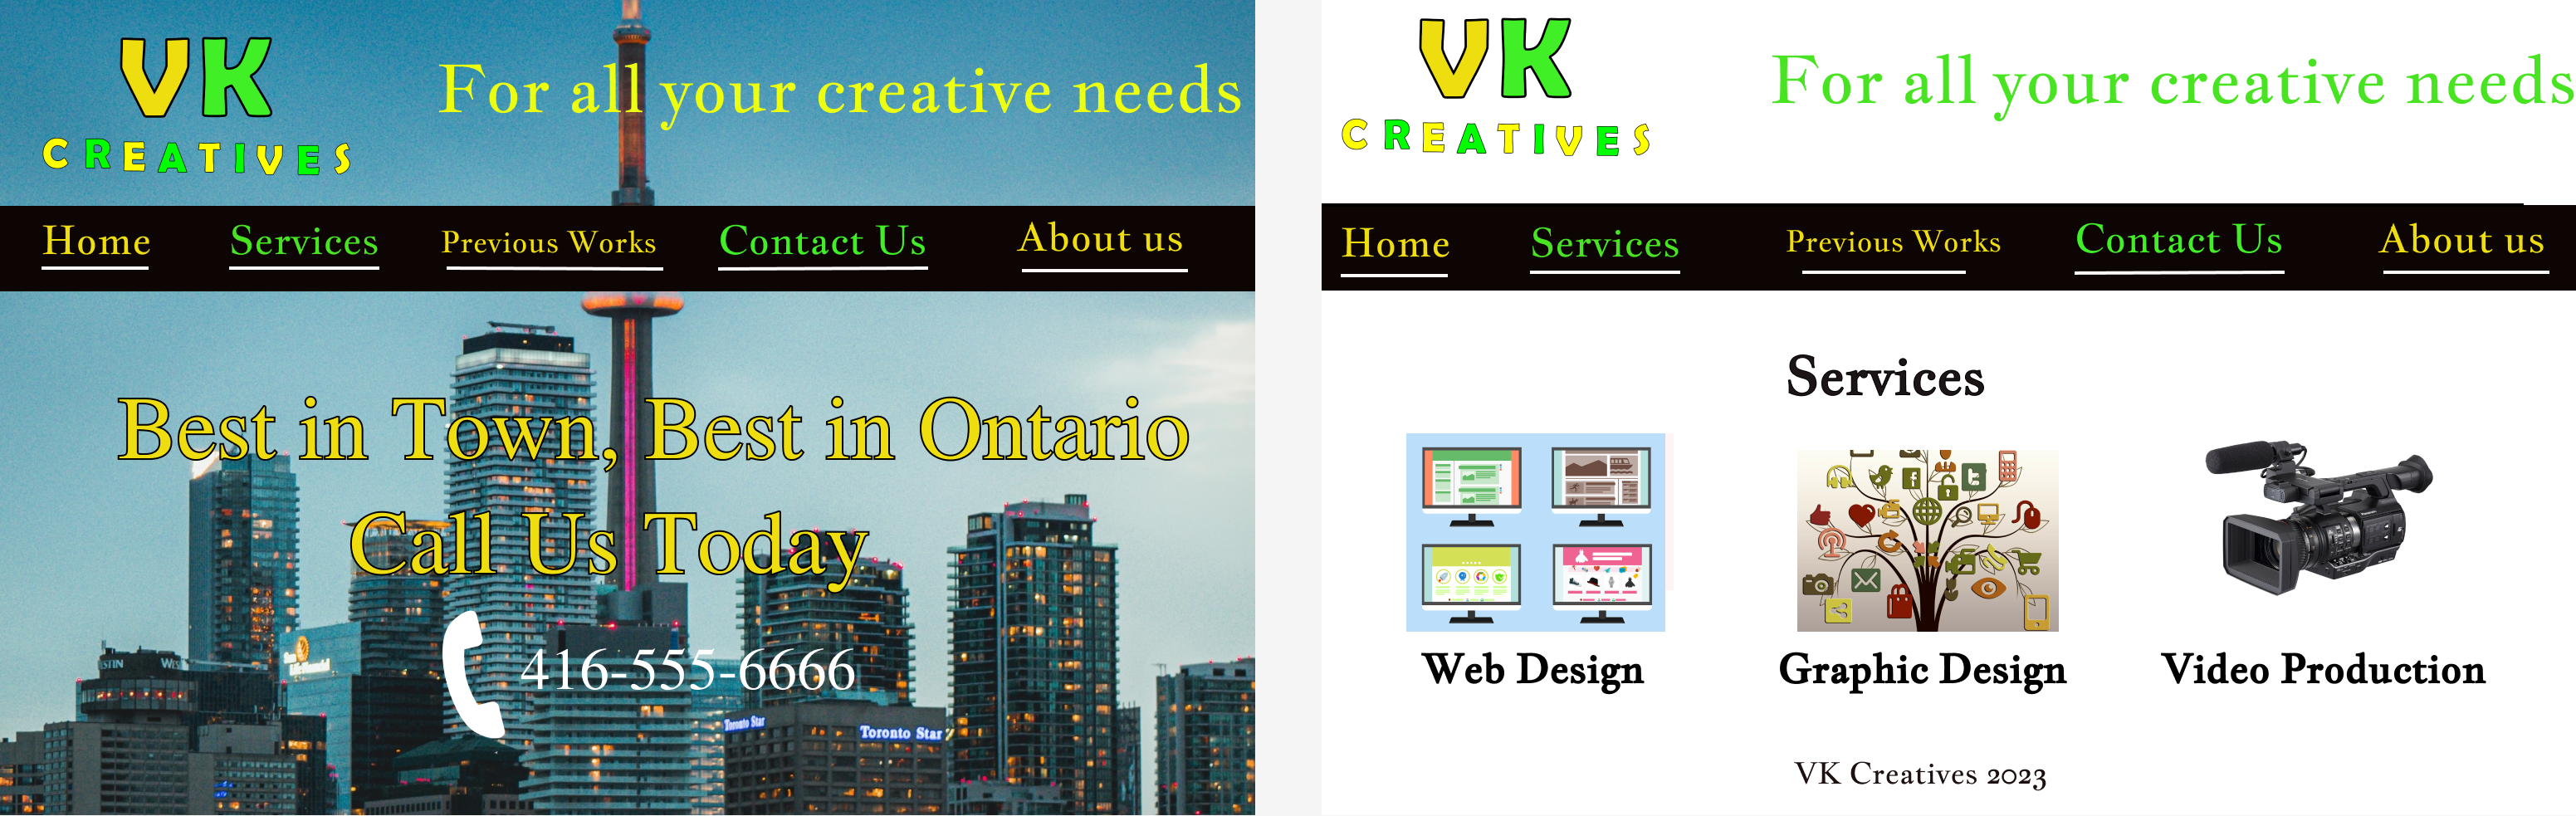 VK
CREATIVES
For all your creative needs
Home Services Previous Works Contact Us About us
Best in Town, Best in Ontario
Call Us Today
416-555-6666
Toronto Star
Toronto Star
VK
CREATIVES
For all your creative needs
Home Services Previous Works Contact Us About us
Services
Web Design Graphic Design Video Production
VK Creatives 2023